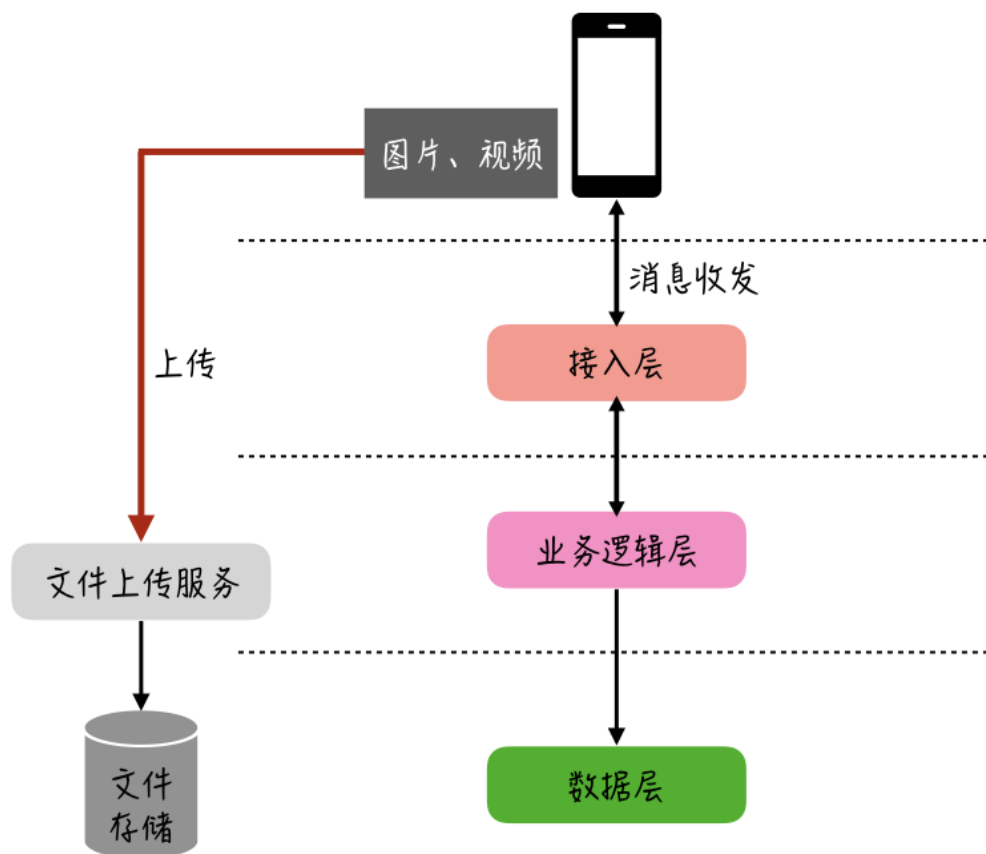 图片、视频
消息收发
接入层
上传
业务逻辑层
文件上传服务
数据层
文件
存储